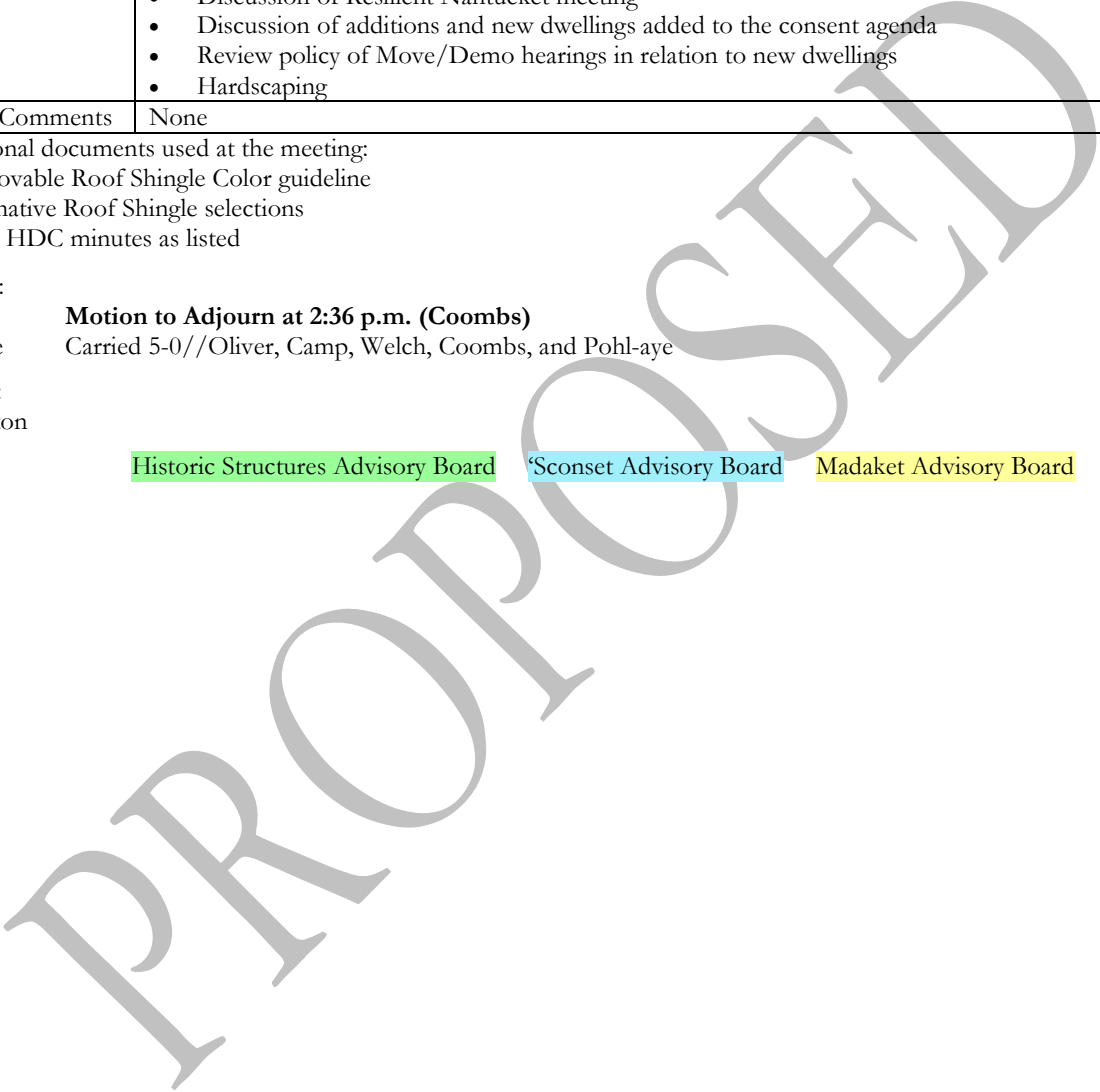 Discussion of Resilient Nantucket meeting
• Discussion of additions and new dwellings added to the consent agenda
• Review policy of Move/Demo hearings in relation to new dwellings
• Hardscaping
Comments None
onal documents used at the meeting:
ovable Roof Shingle Color guideline
native Roof Shingle selections
HDC minutes as listed
:
Motion to Adjourn at 2:36 p.m. (Coombs)
e Carried 5-0//Oliver, Camp, Welch, Coombs, and Pohl-aye
:
on
Historic Structures Advisory Board ‘Sconset Advisory Board Madaket Advisory Board
PROPOSED